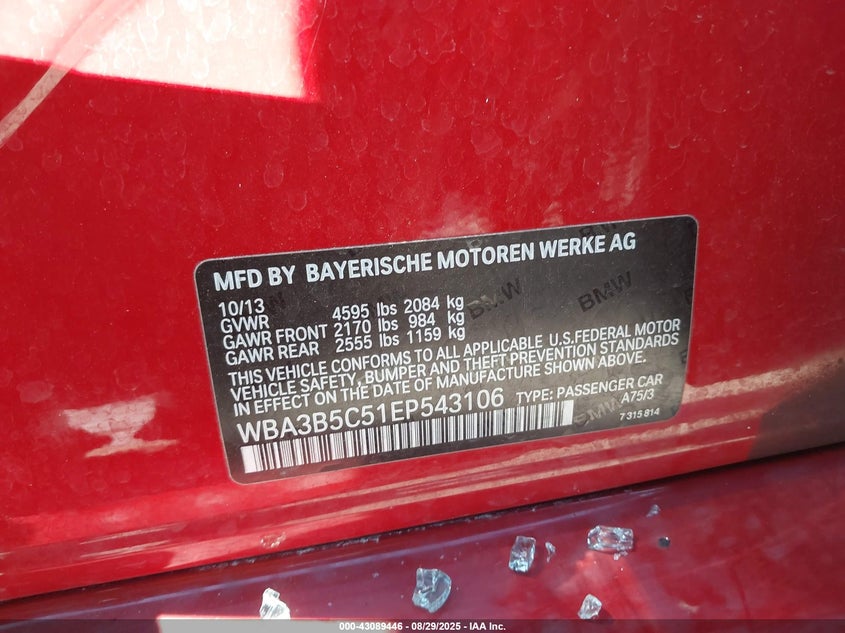 MFD BY BAYERISCHE MOTOREN WERKE AG
10/13
GVWR 4595 lbs 2084 kg
GAWR FRONT 2170 lbs 984 kg
GAWR REAR 2555 lbs 1159 kg
THIS VEHICLE CONFORMS TO ALL APPLICABLE U.S.FEDERAL MOTOR
VEHICLE SAFETY, BUMPER AND THEFT PREVENTION STANDARDS
IN EFFECT ON THE DATE OF MANUFACTURE SHOWN ABOVE.
WBA3B5C51EP543106 TYPE: PASSENGER CAR
A75/3
7 315 814
BMW
BMW
BMW
000-43089446 - 08/29/2025 - IAA Inc.